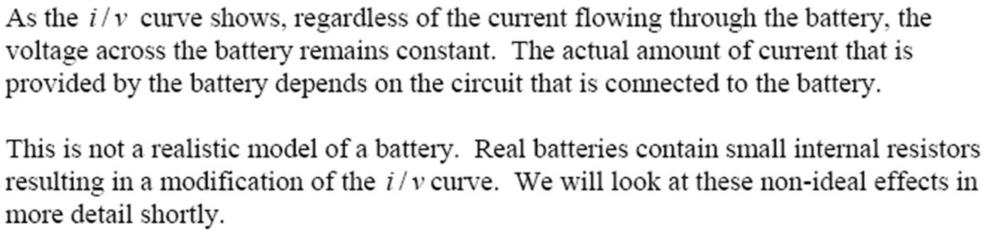 As the i/v curve shows, regardless of the current flowing through the battery, the
voltage across the battery remains constant. The actual amount of current that is
provided by the battery depends on the circuit that is connected to the battery.
This is not a realistic model of a battery. Real batteries contain small internal resistors
resulting in a modification of the i/v curve. We will look at these non-ideal effects in
more detail shortly.